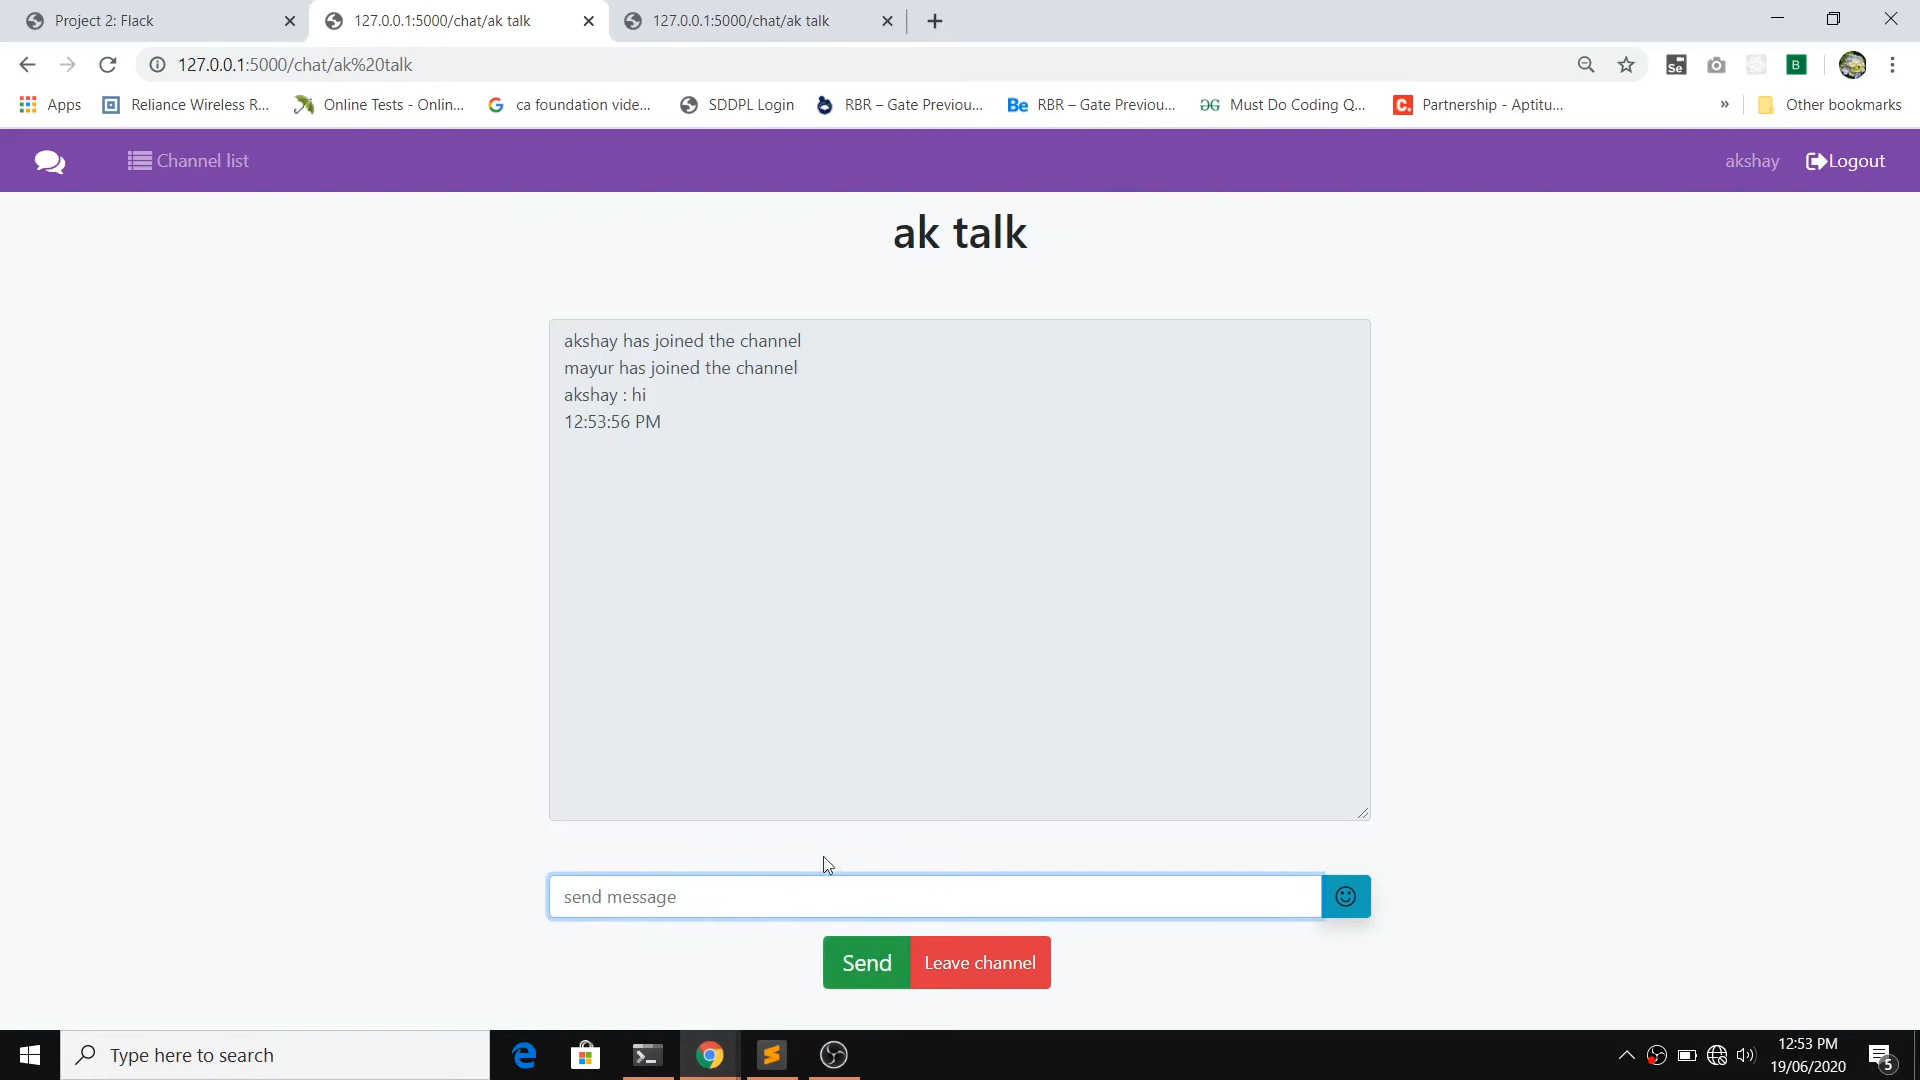 Project 2: Flack
127.0.0.1:5000/chat/ak talk
127.0.0.1:5000/chat/ak talk
127.0.0.1:5000/chat/ak%20talk
Se
B
Apps
Reliance Wireless R...
Online Tests - Onlin...
ca foundation vide...
SDDPL Login
RBR – Gate Previou...
Be RBR – Gate Previou...
Must Do Coding Q...
C. Partnership - Aptitu...
»
Other bookmarks
Channel list
akshay
Logout
ak talk
akshay has joined the channel
mayur has joined the channel
akshay : hi
12:53:56 PM
send message
Send
Leave channel
Type here to search
12:53 PM
19/06/2020
5